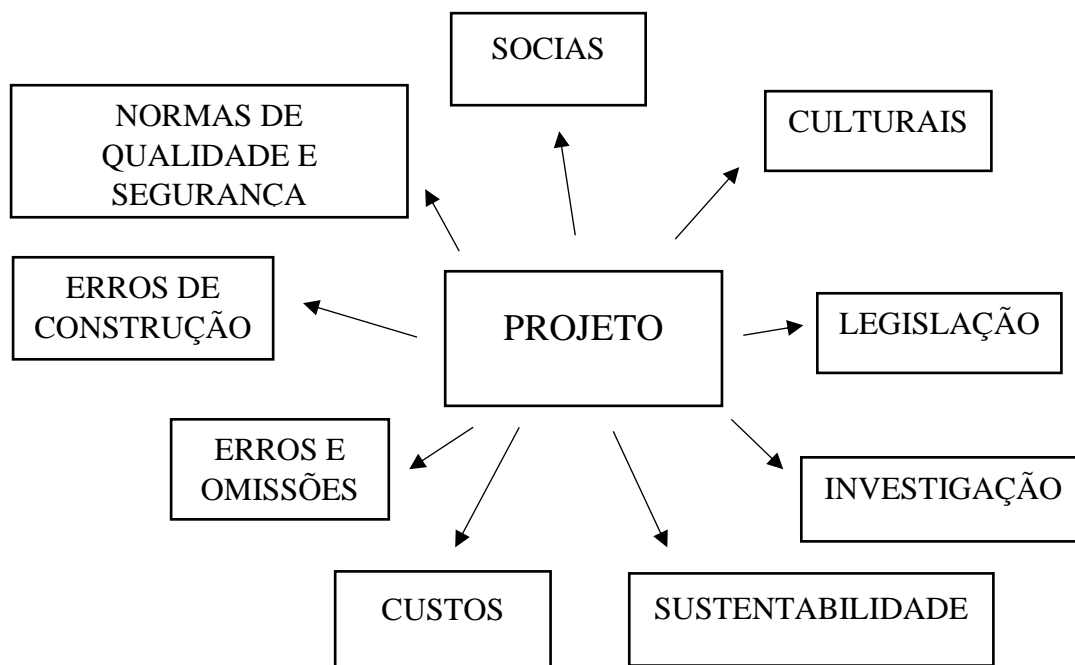 SOCIAS
NORMAS DE
QUALIDADE E
SEGURANÇA
CULTURAIS
ERROS DE
CONSTRUÇÃO
PROJETO
LEGISLAÇÃO
ERROS E
OMISSÕES
INVESTIGAÇÃO
CUSTOS
SUSTENTABILIDADE